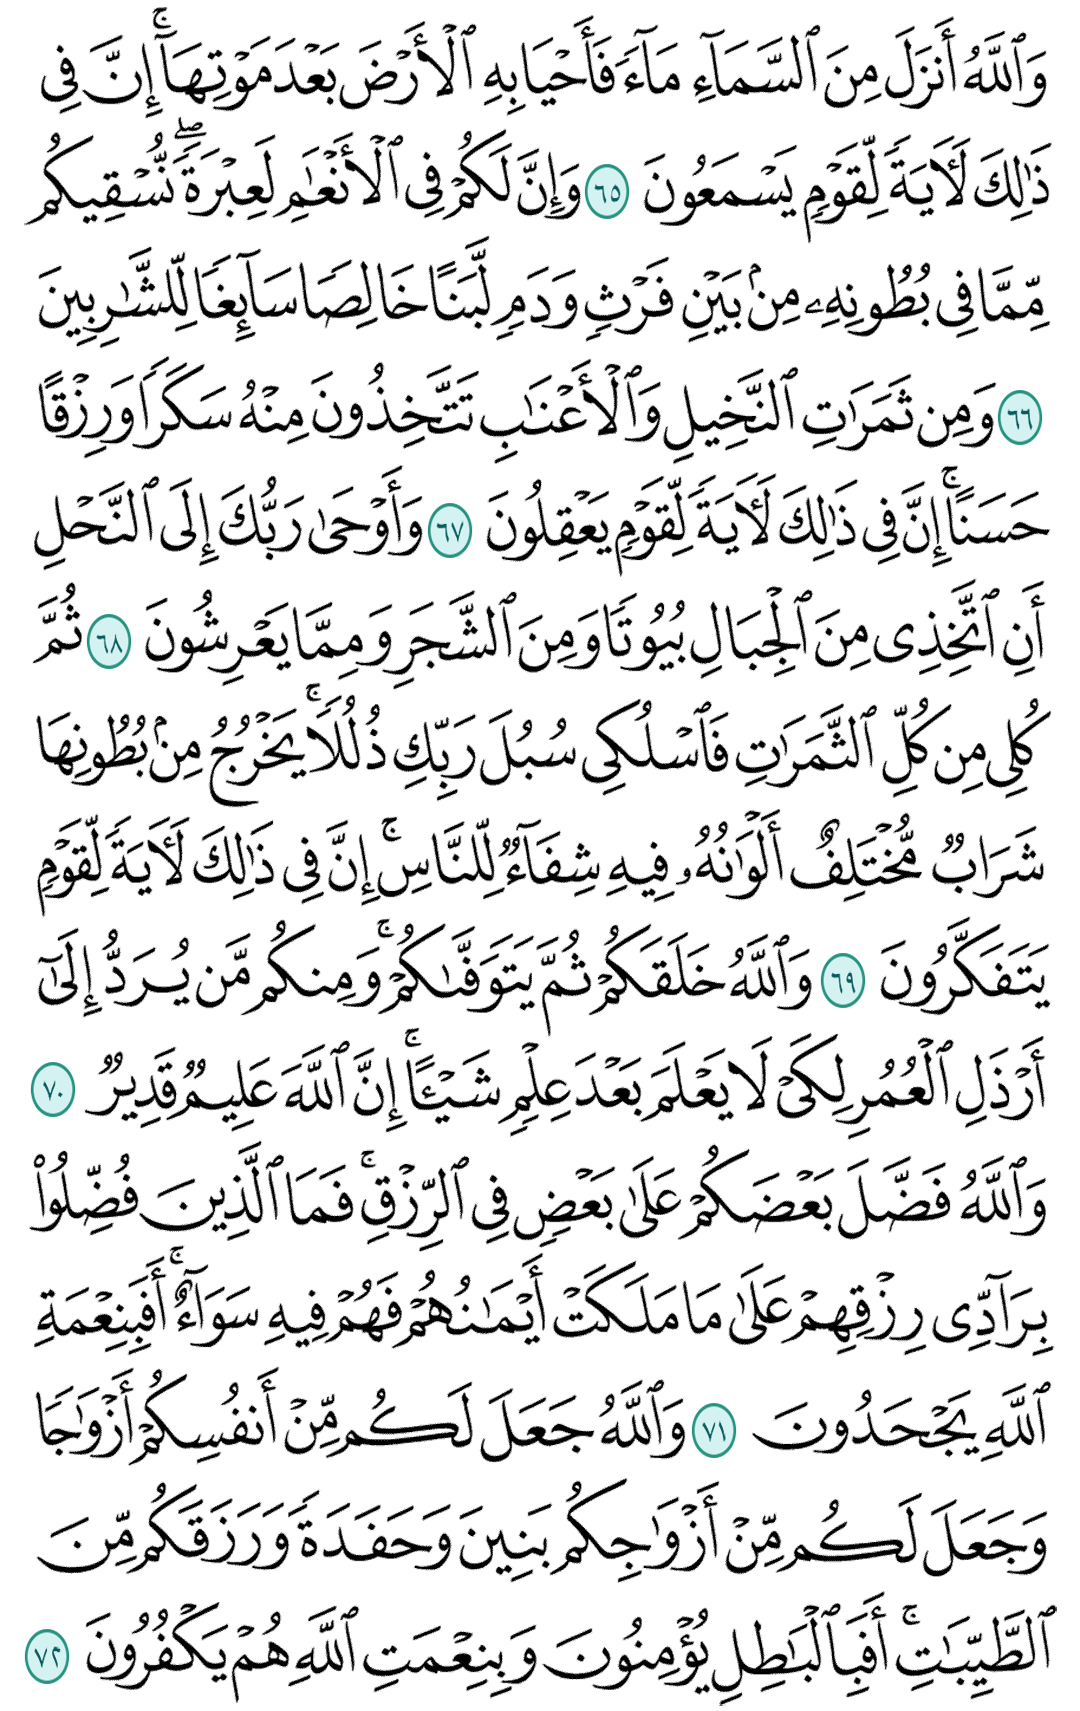 وَٱللَّهُ أَنزَلَ مِنَ ٱلسَّمَآءِ مَآءً فَأَحْيَا بِهِ ٱلْأَرْضَ بَعْدَ مَوْتِهَآ ۚ إِنَّ فِى
ذَٰلِكَ لَـَٔايَةً لِّقَوْمٍ يَسْمَعُونَ ٦٥ وَإِنَّ لَكُمْ فِى ٱلْأَنْعَـٰمِ لَعِبْرَةً ۖ نُّسْقِيكُم
مِّمَّا فِى بُطُونِهِۦ مِنۢ بَيْنِ فَرْثٍ وَدَمٍ لَّبَنًا خَالِصًا سَآئِغًا لِّلشَّـٰرِبِينَ
٦٦ وَمِن ثَمَرَٰتِ ٱلنَّخِيلِ وَٱلْأَعْنَـٰبِ تَتَّخِذُونَ مِنْهُ سَكَرًا وَرِزْقًا
حَسَنًا ۗ إِنَّ فِى ذَٰلِكَ لَـَٔايَةً لِّقَوْمٍ يَعْقِلُونَ ٦٧ وَأَوْحَىٰ رَبُّكَ إِلَى ٱلنَّحْلِ
أَنِ ٱتَّخِذِى مِنَ ٱلْجِبَالِ بُيُوتًا وَمِنَ ٱلشَّجَرِ وَمِمَّا يَعْرِشُونَ ٦٨ ثُمَّ
كُلِى مِن كُلِّ ٱلثَّمَرَٰتِ فَٱسْلُكِى سُبُلَ رَبِّكِ ذُلُلًا ۚ يَخْرُجُ مِنۢ بُطُونِهَا
شَرَابٌ مُّخْتَلِفٌ أَلْوَٰنُهُۥ فِيهِ شِفَآءٌ لِّلنَّاسِ ۗ إِنَّ فِى ذَٰلِكَ لَـَٔايَةً لِّقَوْمٍ
يَتَفَكَّرُونَ ٦٩ وَٱللَّهُ خَلَقَكُمْ ثُمَّ يَتَوَفَّىٰكُمْ ۚ وَمِنكُم مَّن يُرَدُّ إِلَىٰٓ
أَرْذَلِ ٱلْعُمُرِ لِكَىْ لَا يَعْلَمَ بَعْدَ عِلْمٍ شَيْـًٔا ۚ إِنَّ ٱللَّهَ عَلِيمٌ قَدِيرٌ ٧٠
وَٱللَّهُ فَضَّلَ بَعْضَكُمْ عَلَىٰ بَعْضٍ فِى ٱلرِّزْقِ ۚ فَمَا ٱلَّذِينَ فُضِّلُوا۟
بِرَآدِّى رِزْقِهِمْ عَلَىٰ مَا مَلَكَتْ أَيْمَـٰنُهُمْ فَهُمْ فِيهِ سَوَآءٌ ۚ أَفَبِنِعْمَةِ
ٱللَّهِ يَجْحَدُونَ ٧١ وَٱللَّهُ جَعَلَ لَكُم مِّنْ أَنفُسِكُمْ أَزْوَٰجًا
وَجَعَلَ لَكُم مِّنْ أَزْوَٰجِكُم بَنِينَ وَحَفَدَةً وَرَزَقَكُم مِّنَ
ٱلطَّيِّبَـٰتِ ۚ أَفَبِٱلْبَـٰطِلِ يُؤْمِنُونَ وَبِنِعْمَتِ ٱللَّهِ هُمْ يَكْفُرُونَ ٧٢